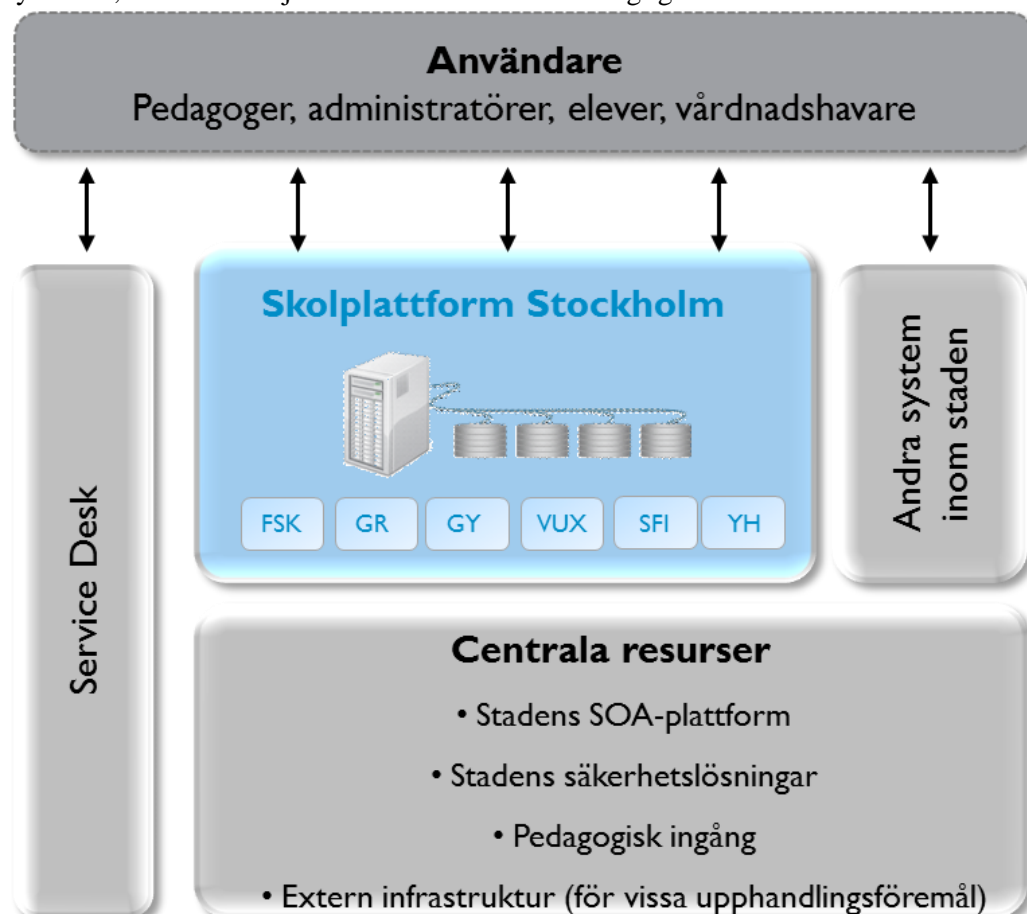 Användare
Pedagoger, administratörer, elever, vårdnadshavare
Service Desk
Skolplattform Stockholm
FSK
GR
GY
VUX
SFI
YH
Andra system
inom staden
Centrala resurser
• Stadens SOA-plattform
• Stadens säkerhetslösningar
• Pedagogisk ingång
• Extern infrastruktur (för vissa upphandlingsföremål)